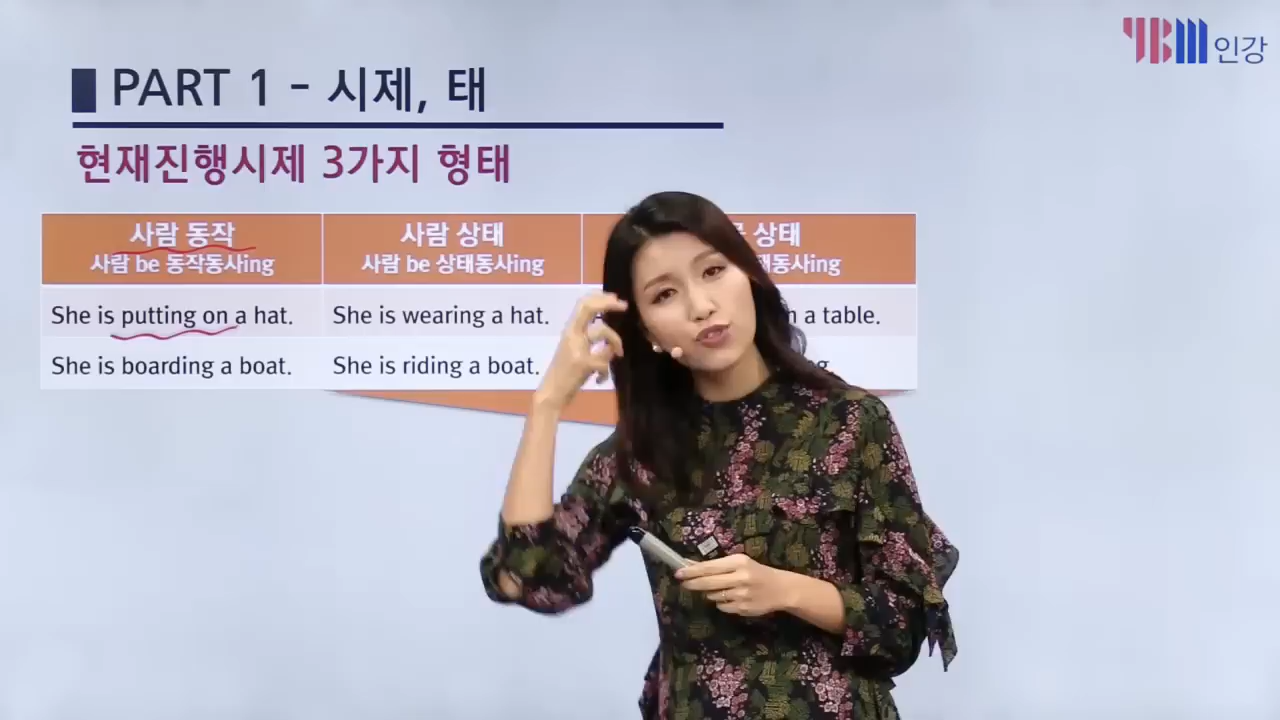 YBM 인강
PART 1 - 시제, 태
현재진행시제 3가지 형태
사람 동작
사람 be 동작동사ing
사람 상태
사람 be 상태동사ing
상태
She is putting on a hat.
She is wearing a hat.
a table.
She is boarding a boat.
She is riding a boat.